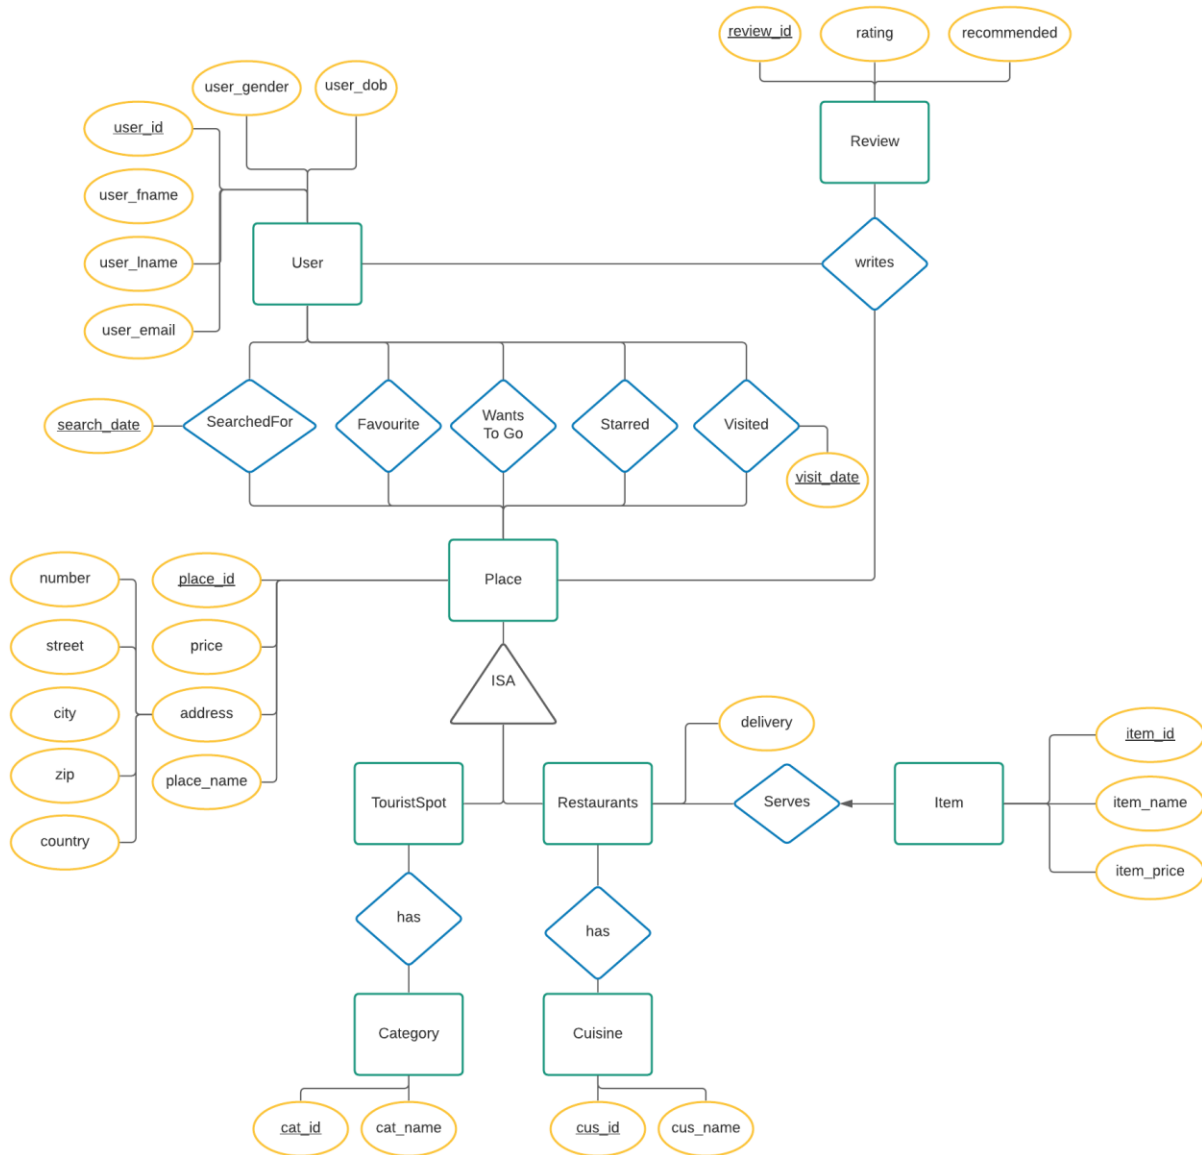 review_id
rating
recommended
user_gender
user_dob
user_id
Review
user_fname
user_lname
User
writes
user_email
search_date
SearchedFor
Favourite
Wants
To Go
Starred
Visited
visit_date
number
place_id
Place
street
price
ISA
city
address
delivery
item_id
zip
place_name
TouristSpot
Restaurants
Serves
Item
item_name
country
item_price
has
has
Category
Cuisine
cat_id
cat_name
cus_id
cus_name